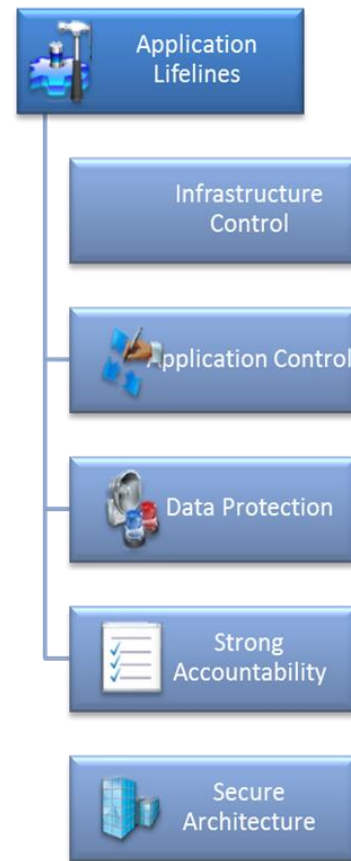 Application
Lifelines
Infrastructure
Control
Application Control
Data Protection
Strong
Accountability
Secure
Architecture